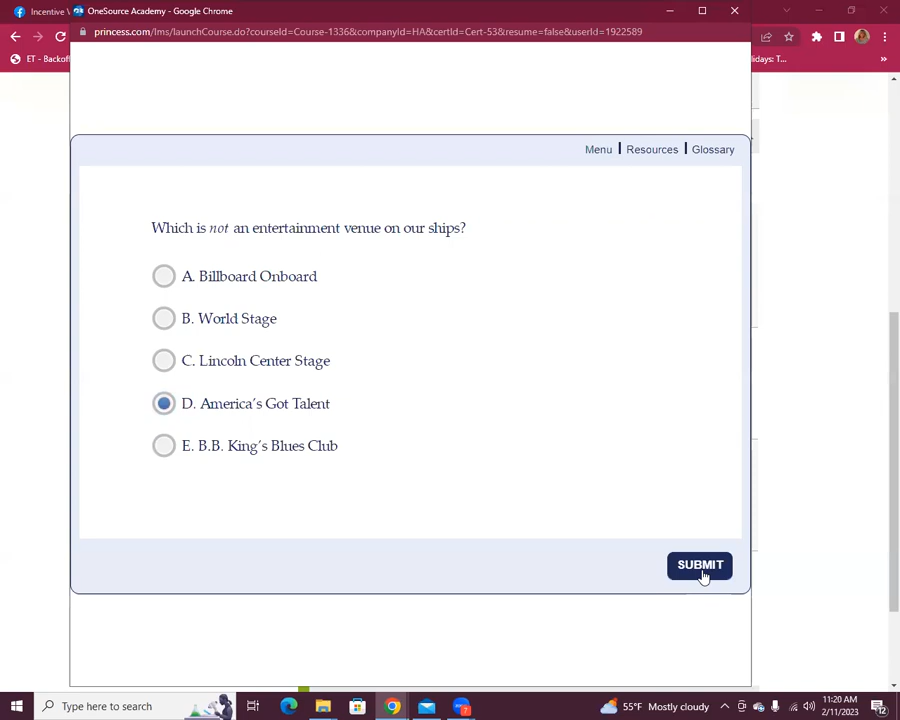 Incentive V
OneSource Academy - Google Chrome
princess.com/lms/launchCourse.do?courseId=Course-1336&companyId=HA&certId=Cert-53&resume=false&userId=1922589
ET - Backoff
lidays: T...
»
Menu | Resources | Glossary
Which is not an entertainment venue on our ships?
A. Billboard Onboard
B. World Stage
C. Lincoln Center Stage
D. America's Got Talent
E. B.B. King's Blues Club
SUBMIT
Type here to search
55°F Mostly cloudy
11:20 AM
2/11/2023
12